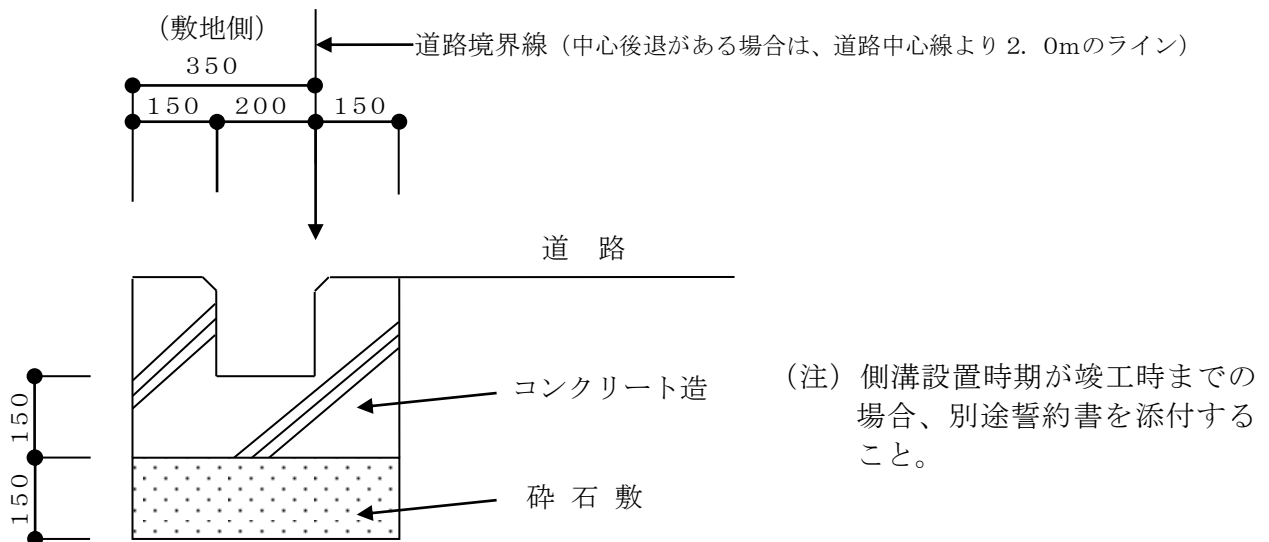 (敷地側)
道路境界線（中心後退がある場合は、道路中心線より２．０ｍのライン）
３５０
１５０ ２００ １５０
道　路
コンクリート造
（注）側溝設置時期が竣工時までの
場合、別途誓約書を添付する
こと。
１５０
砕 石 敷
１５０